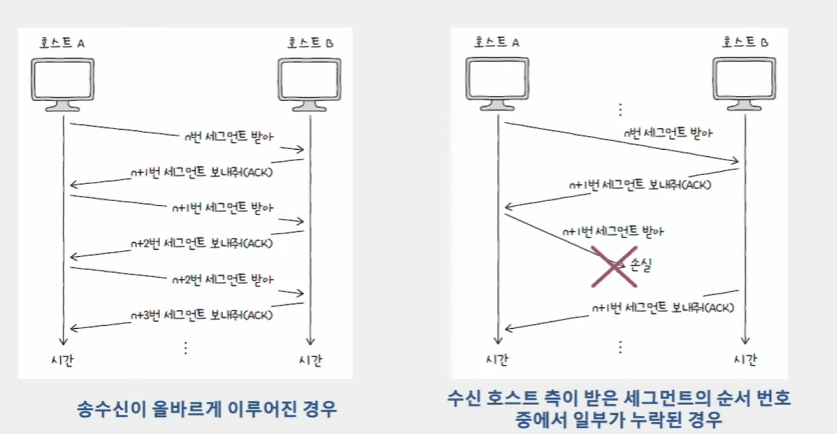 호스트 A
호스트 B
n번 세그먼트 받아
n+1번 세그먼트 보내줘(ACK)
n+1번 세그먼트 받아
n+2번 세그먼트 보내줘(ACK)
n+2번 세그먼트 받아
n+3번 세그먼트 보내줘(ACK)
시간
시간
송수신이 올바르게 이루어진 경우
호스트 A
호스트 B
n번 세그먼트 받아
n+1번 세그먼트 보내줘(ACK)
n+1번 세그먼트 받아
손실
n+1번 세그먼트 보내줘(ACK)
시간
시간
수신 호스트 측이 받은 세그먼트의 순서 번호
중에서 일부가 누락된 경우